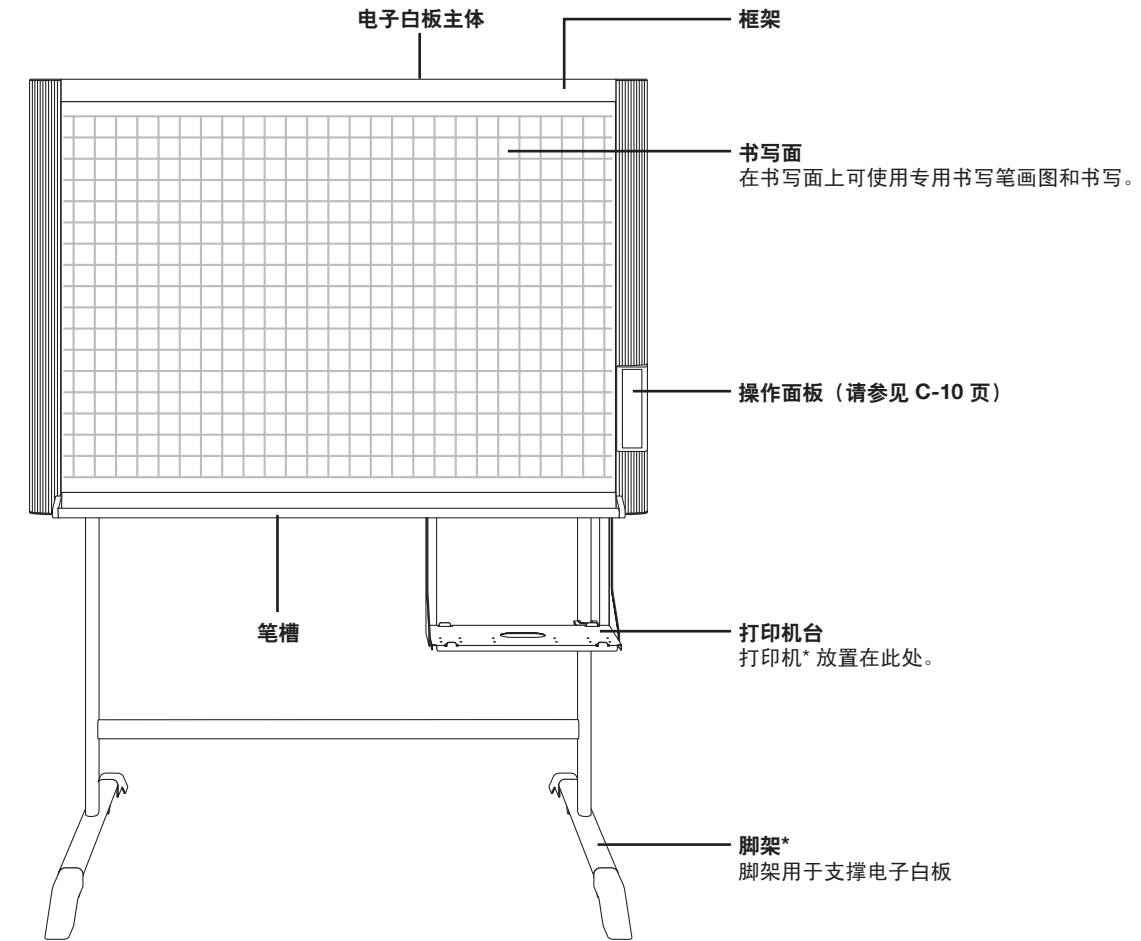 电子白板主体
框架
书写面
在书写面上可使用专用书写笔画图和书写。
操作面板（请参见 C-10 页）
笔槽
打印机台
打印机* 放置在此处。
脚架*
脚架用于支撑电子白板